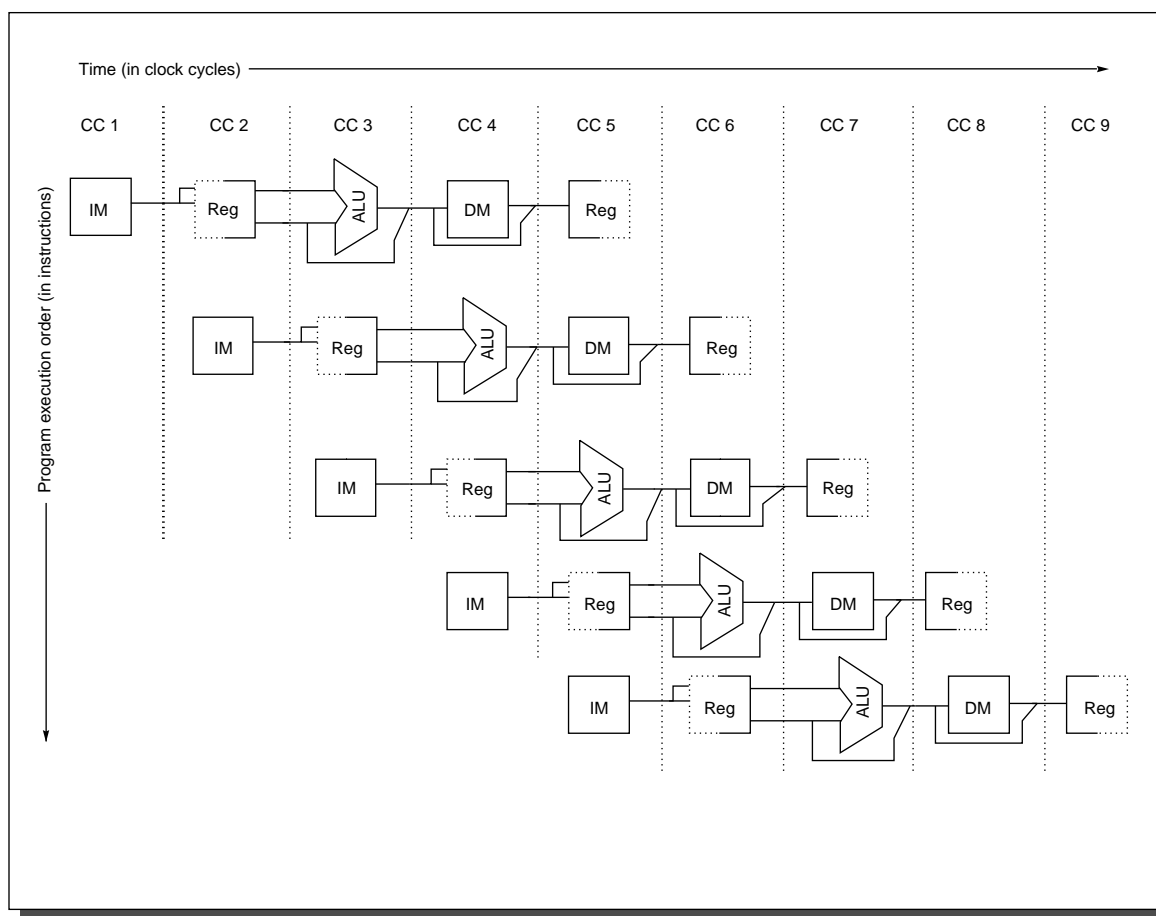 Time (in clock cycles)
CC 1 CC 2 CC 3 CC 4 CC 5 CC 6 CC 7 CC 8 CC 9
Program execution order (in instructions)
IM Reg ALU DM Reg
IM Reg ALU DM Reg
IM Reg ALU DM Reg
IM Reg ALU DM Reg
IM Reg ALU DM Reg